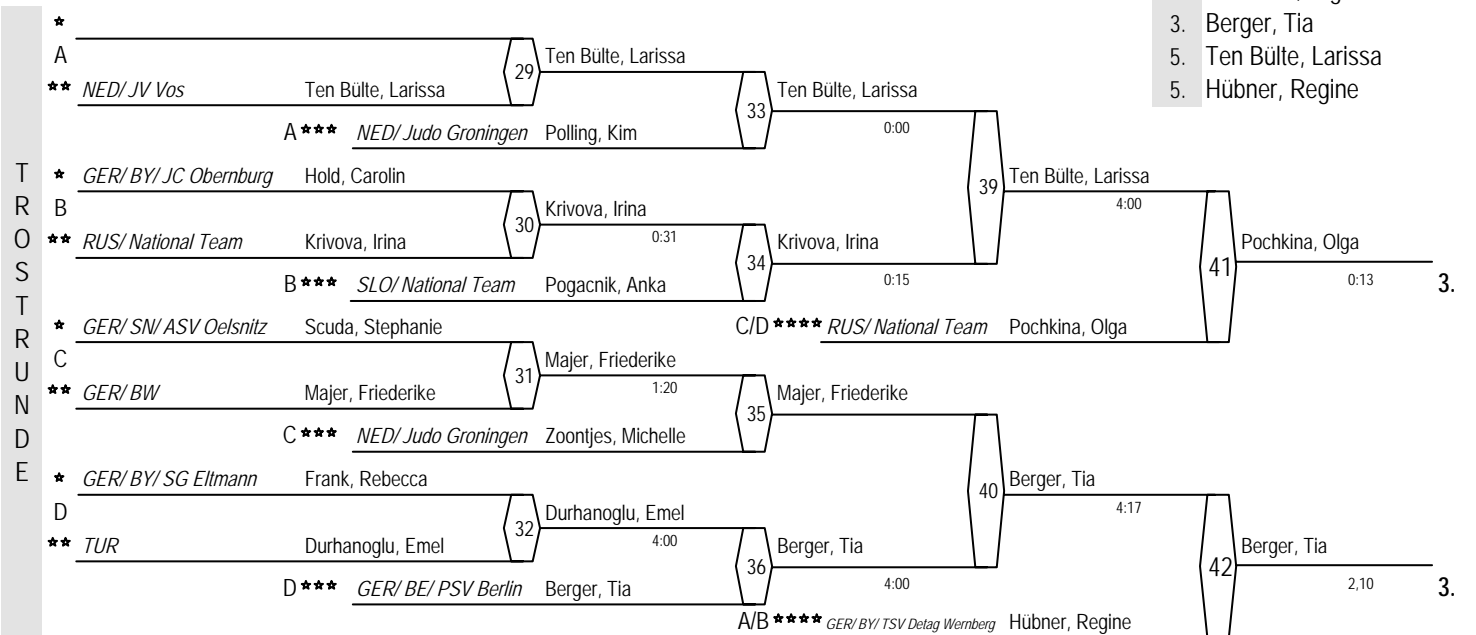 3. Berger, Tia
5. Ten Bülte, Larissa
5. Hübner, Regine
TROSTRUNDE
*
A
** NED/ JV Vos Ten Bülte, Larissa
29
Ten Bülte, Larissa
A *** NED/ Judo Groningen Polling, Kim
33
Ten Bülte, Larissa
0:00
* GER/ BY/ JC Obernburg Hold, Carolin
B
** RUS/ National Team Krivova, Irina
30
Krivova, Irina
0:31
B *** SLO/ National Team Pogacnik, Anka
34
Krivova, Irina
0:15
39
Ten Bülte, Larissa
4:00
C/D **** RUS/ National Team Pochkina, Olga
41
Pochkina, Olga
0:13 3.
* GER/ SN/ ASV Oelsnitz Scuda, Stephanie
C
** GER/ BW Majer, Friederike
31
Majer, Friederike
1:20
C *** NED/ Judo Groningen Zoontjes, Michelle
35
Majer, Friederike
* GER/ BY/ SG Eltmann Frank, Rebecca
D
** TUR Durhanoglu, Emel
32
Durhanoglu, Emel
4:00
D *** GER/ BE/ PSV Berlin Berger, Tia
36
Berger, Tia
4:00
40
Berger, Tia
4:17
A/B **** GER/ BY/ TSV Detag Wernberg Hübner, Regine
42
Berger, Tia
2,10 3.